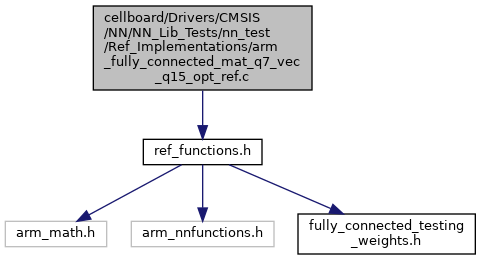 cellboard/Drivers/CMSIS
/NN/NN_Lib_Tests/nn_test
/Ref_Implementations/arm
_fully_connected_mat_q7_vec
_q15_opt_ref.c
ref_functions.h
arm_math.h
arm_nnfunctions.h
fully_connected_testing
_weights.h